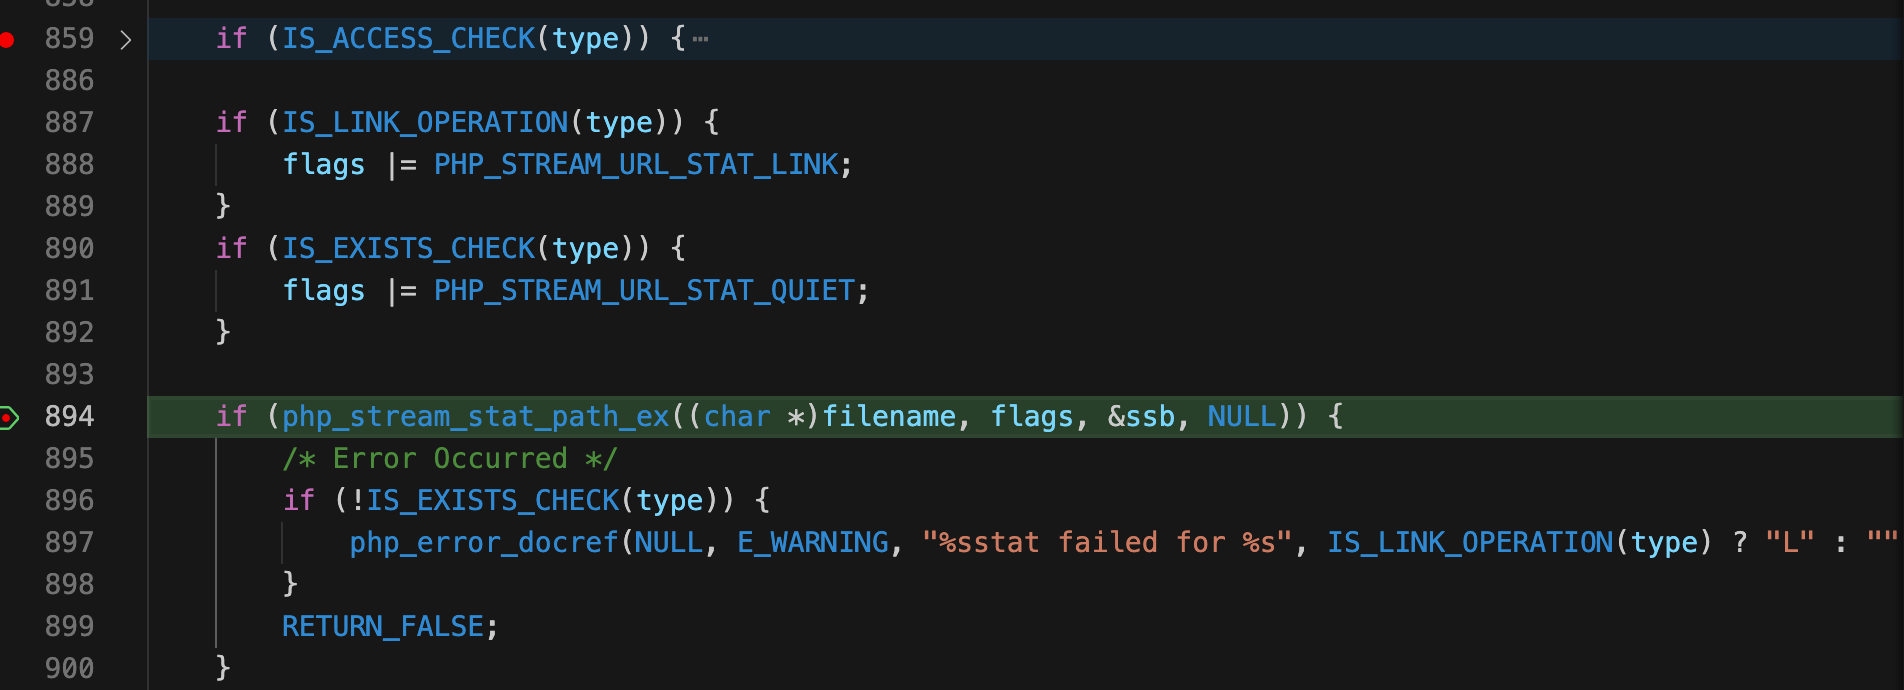 859 > if (IS_ACCESS_CHECK(type)) {⋯
886
887 if (IS_LINK_OPERATION(type)) {
888 flags |= PHP_STREAM_URL_STAT_LINK;
889 }
890 if (IS_EXISTS_CHECK(type)) {
891 flags |= PHP_STREAM_URL_STAT_QUIET;
892 }
893
894 if (php_stream_stat_path_ex((char *)filename, flags, &ssb, NULL)) {
895 /* Error Occurred */
896 if (!IS_EXISTS_CHECK(type)) {
897 php_error_docref(NULL, E_WARNING, "%sstat failed for %s", IS_LINK_OPERATION(type) ? "L" : ""
898 }
899 RETURN_FALSE;
900 }